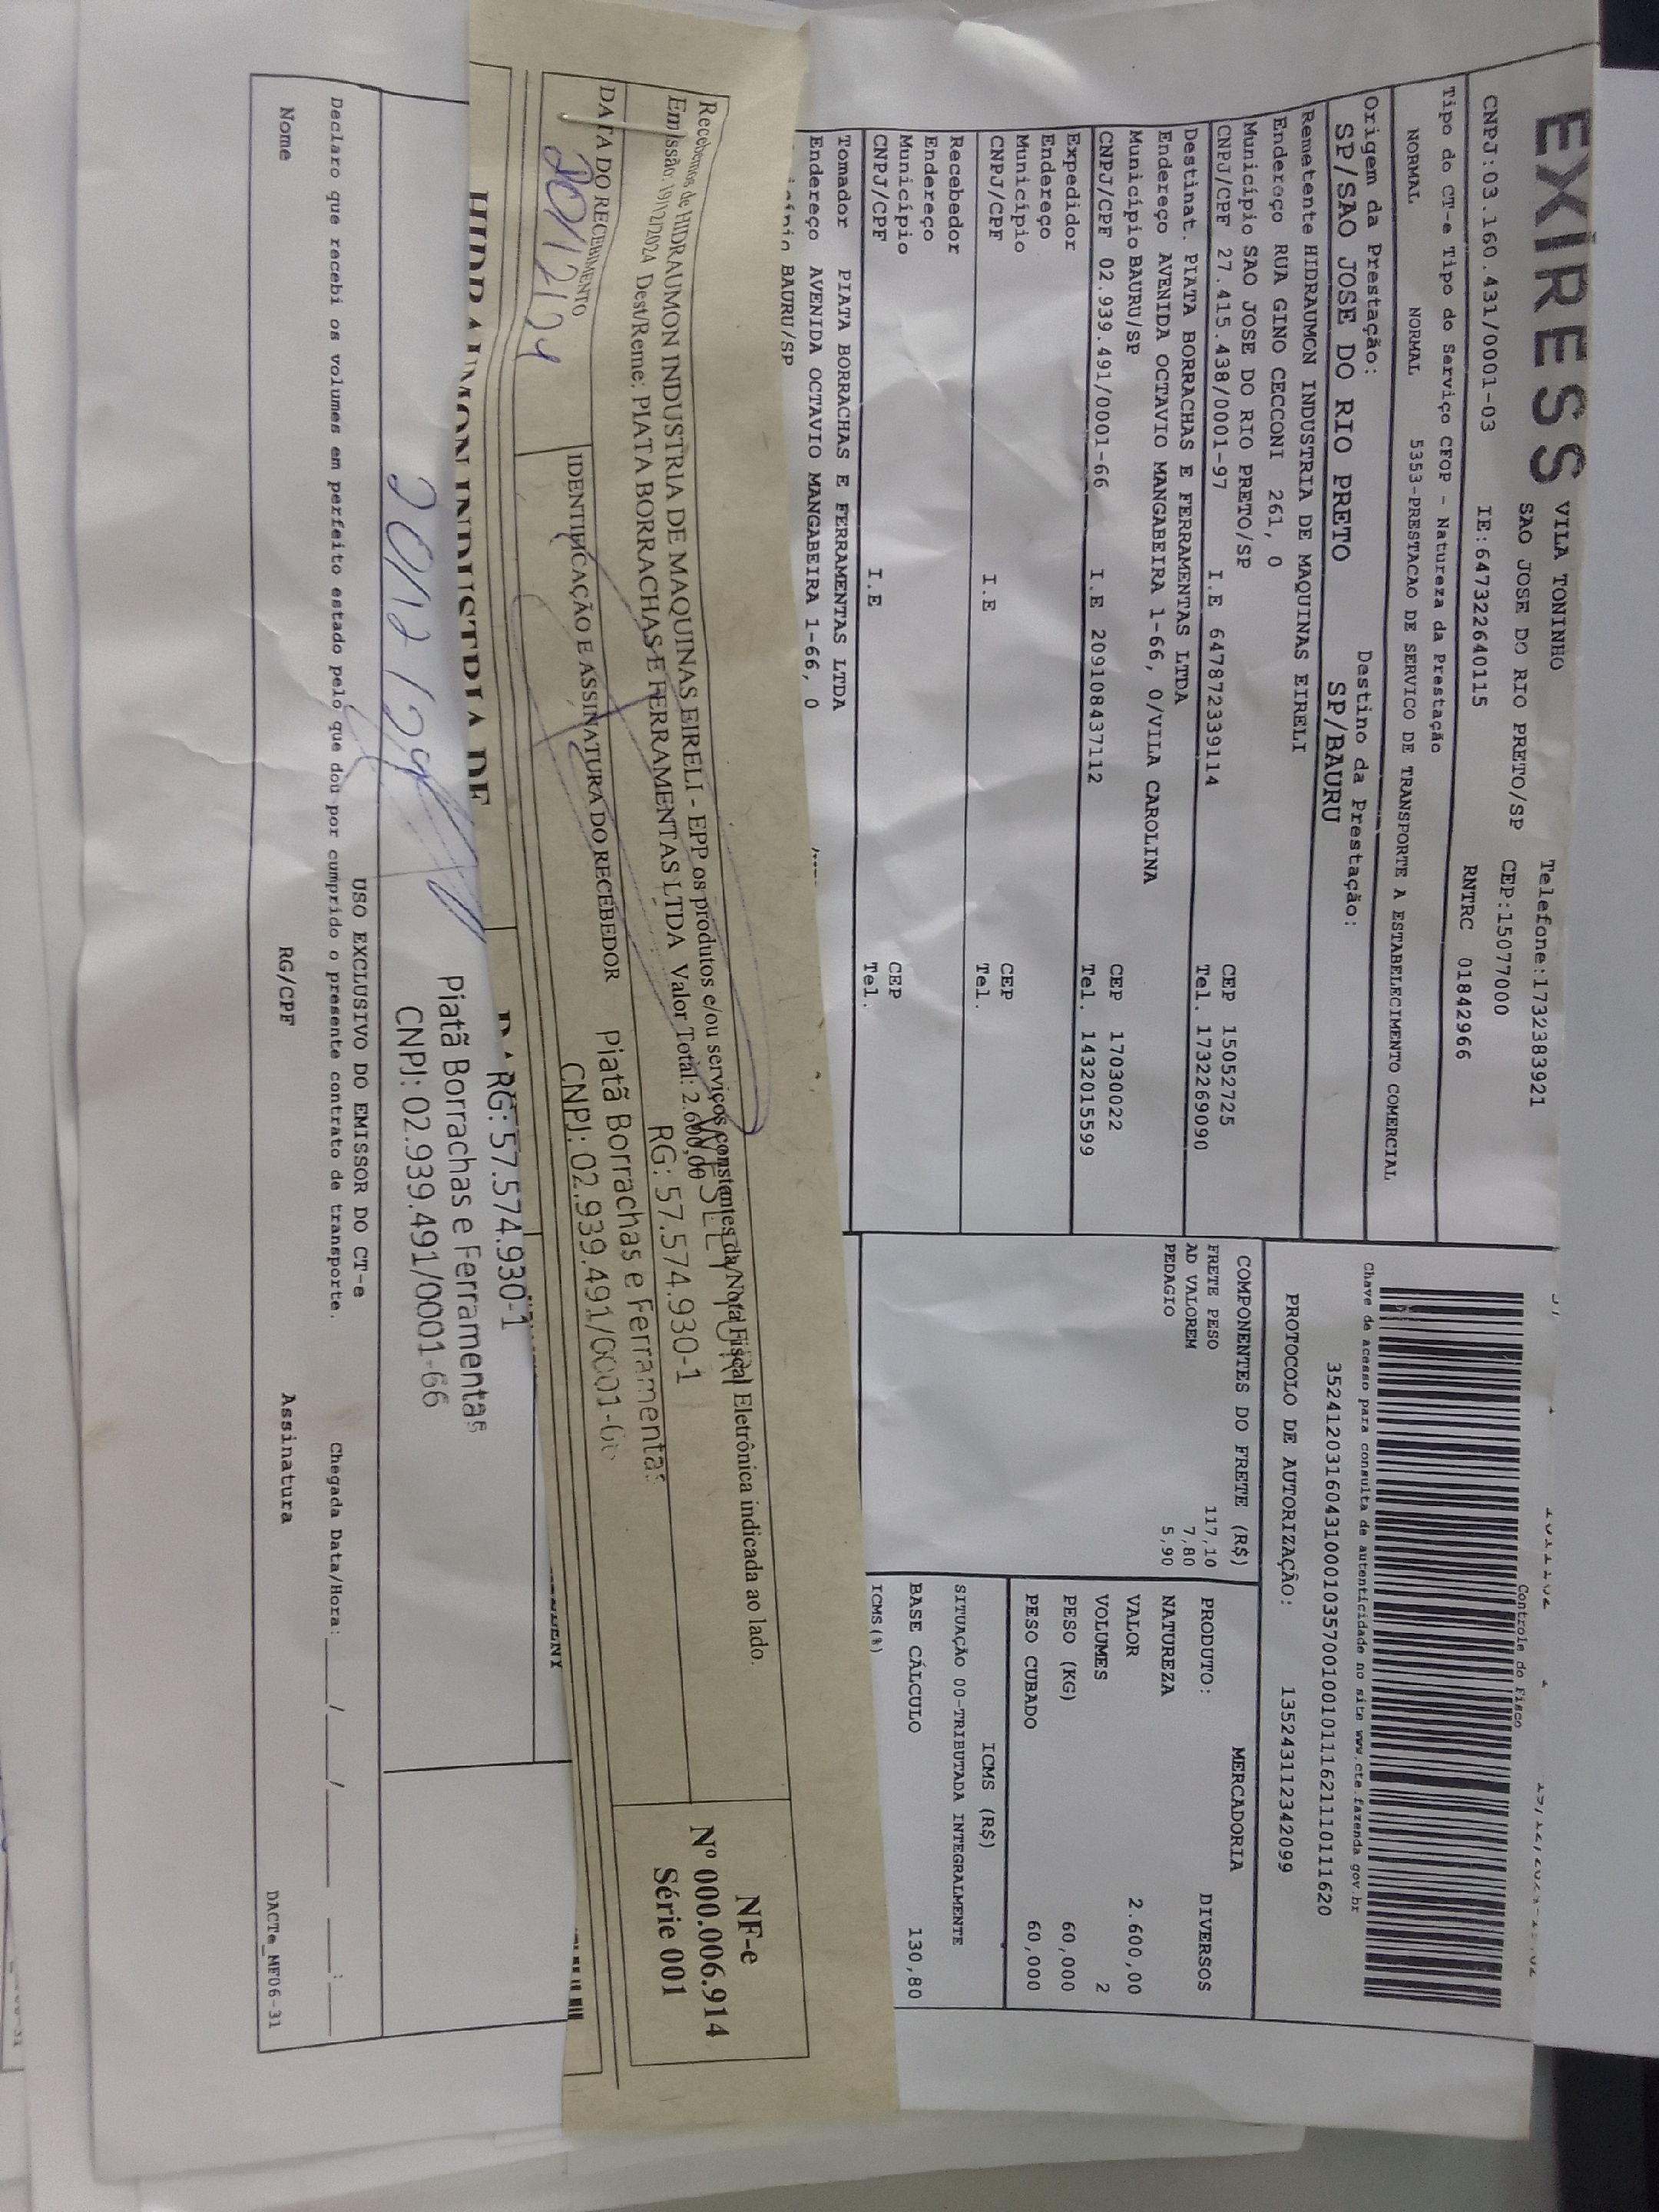 EXPRESS
VILA TONINHO
SAO JOSE DO RIO PRETO/SP
Telefone:1732383921
CEP:15077000
CNPJ:03.160.431/0001-03 IE:647322640115 RNTRC 01842966
Tipo do CT-e Tipo do Serviço CFOP - Natureza da Prestação
NORMAL NORMAL 5353-PRESTACAO DE SERVICO DE TRANSPORTE A ESTABELECIMENTO COMERCIAL
Origem da Prestação: Destino da Prestação:
SP/SAO JOSE DO RIO PRETO SP/BAURU
Remetente HIDRAUMON INDUSTRIA DE MAQUINAS EIRELI
Endereço RUA GINO CECCONI 261, 0
Município SAO JOSE DO RIO PRETO/SP CEP 15052725
CNPJ/CPF 27.415.438/0001-97 I.E 647872339114 Tel. 1732269090
Destinat. PIATA BORRACHAS E FERRAMENTAS LTDA
Endereço AVENIDA OCTAVIO MANGABEIRA 1-66, 0/VILA CAROLINA
Município BAURU/SP CEP 17030022
CNPJ/CPF 02.939.491/0001-66 I.E 209108437112 Tel. 1432015599
Expedidor
Endereço
Município CEP
CNPJ/CPF I.E Tel.
Recebedor
Endereço
Município CEP
CNPJ/CPF I.E Tel.
Tomador PIATA BORRACHAS E FERRAMENTAS LTDA
Endereço AVENIDA OCTAVIO MANGABEIRA 1-66, 0
BAURU/SP
Controle do Fisco
Chave de acesso para consulta de autenticidade no site www.cte.fazenda.gov.br
35241203160431000103570010010111621110111620
PROTOCOLO DE AUTORIZAÇÃO: 135243112342099
COMPONENTES DO FRETE (R$)
FRETE PESO 117,10
AD VALOREM 7,80
PEDAGIO 5,90
MERCADORIA
PRODUTO: DIVERSOS
NATUREZA
VALOR 2.600,00
VOLUMES 2
PESO (KG) 60,000
PESO CUBADO 60,000
ICMS (R$)
SITUAÇÃO 00-TRIBUTADA INTEGRALMENTE
BASE CÁLCULO 130,80
ICMS(%)
Recebemos de HIDRAUMON INDUSTRIA DE MAQUINAS EIRELI - EPP os produtos e/ou serviços constantes da Nota Fiscal Eletrônica indicada ao lado.
Emissão: 19/12/2024 Dest/Reme: PIATA BORRACHAS E FERRAMENTAS LTDA Valor Total: 2.600,00
DATA DO RECEBIMENTO
20/12/24
IDENTIFICAÇÃO E ASSINATURA DO RECEBEDOR
RG: 57.574.930-1
Piatã Borrachas e Ferramentas
CNPJ: 02.939.491/0001-66
NF-e
Nº 000.006.914
Série 001
HIDRAUMON INDUSTRIA DE
RG: 57.574.930-1
Piatã Borrachas e Ferramentas
CNPJ: 02.939.491/0001-66
20/12/24
USO EXCLUSIVO DO EMISSOR DO CT-e
Declaro que recebi os volumes em perfeito estado pelo que dou por cumprido o presente contrato de transporte. Chegada Data/Hora: ____/____/____ ___:___
Nome RG/CPF Assinatura
DACTe_MF06-31